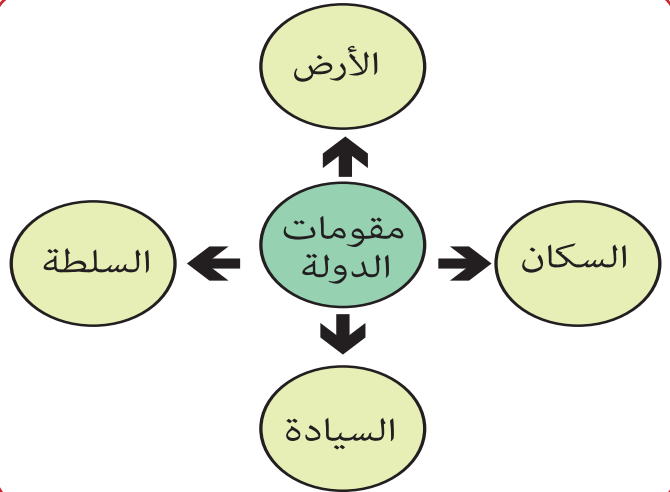 الأرض
مقومات
الدولة
السكان
السلطة
السيادة